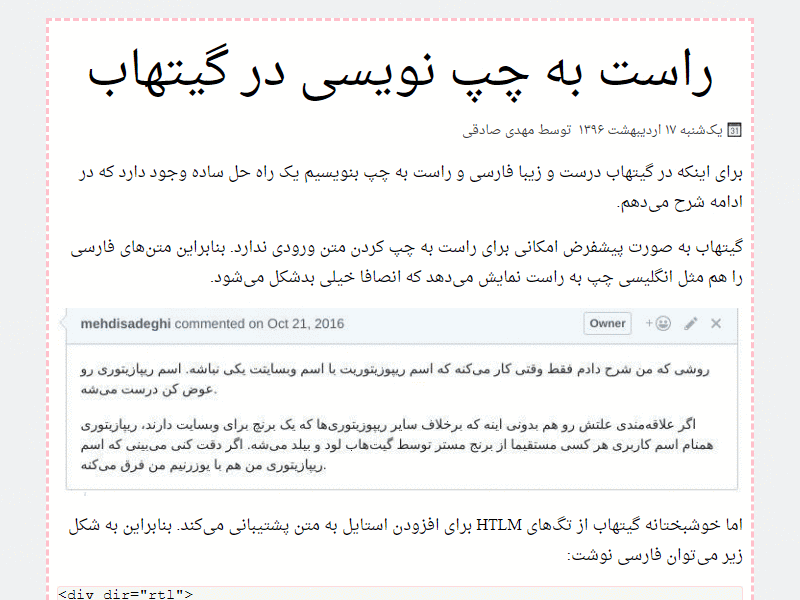 راست به چپ نویسی در گیتهاب
31 یک‌شنبه ۱۷ اردیبهشت ۱۳۹۶ توسط مهدی صادقی
برای اینکه در گیتهاب درست و زیبا فارسی و راست به چپ بنویسیم یک راه حل ساده وجود دارد که در
ادامه شرح می‌دهم.
گیتهاب به صورت پیشفرض امکانی برای راست به چپ کردن متن ورودی ندارد. بنابراین متن‌های فارسی
را هم مثل انگلیسی چپ به راست نمایش می‌دهد که انصافا خیلی بدشکل می‌شود.
mehdisadeghi commented on Oct 21, 2016 Owner
روشی که من شرح دادم فقط وقتی کار می‌کنه که اسم ریپوزیتوریت با اسم وبسایتت یکی نباشه. اسم ریپازیتوری رو
عوض کن درست می‌شه.
اگر علاقه‌مندی علتش رو هم بدونی اینه که برخلاف سایر ریپوزیتوری‌ها که یک برنچ برای وبسایت دارند، ریپازیتوری
همنام اسم کاربری هر کسی مستقیما از برنچ مستر توسط گیت‌هاب لود و بیلد می‌شه. اگر دقت کنی می‌بینی که اسم
ریپازیتوری من هم با یوزرنیم من فرق می‌کنه.
اما خوشبختانه گیتهاب از تگ‌های HTLM برای افزودن استایل به متن پشتیبانی می‌کند. بنابراین به شکل
زیر می‌توان فارسی نوشت:
<div dir="rtl">